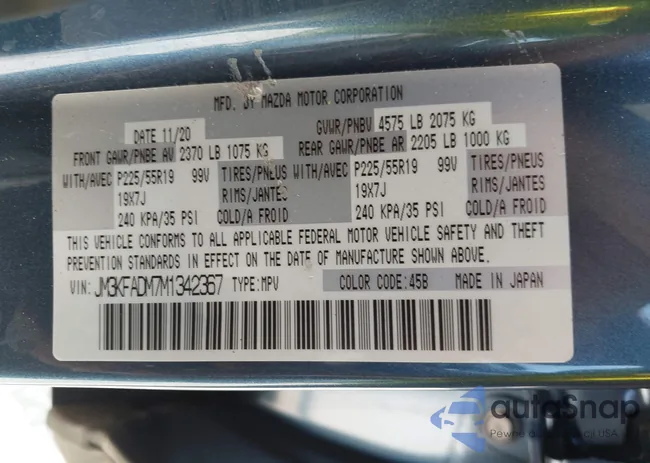 MFD. BY MAZDA MOTOR CORPORATION
DATE 11/20 GVWR/PNBV 4575 LB 2075 KG
FRONT GAWR/PNBE AV 2370 LB 1075 KG REAR GAWR/PNBE AR 2205 LB 1000 KG
WITH/AVEC P225/55R19 99V TIRES/PNEUS WITH/AVEC P225/55R19 99V TIRES/PNEUS
19X7J RIMS/JANTES 19X7J RIMS/JANTES
240 KPA/35 PSI COLD/A FROID 240 KPA/35 PSI COLD/A FROID
THIS VEHICLE CONFORMS TO ALL APPLICABLE FEDERAL MOTOR VEHICLE SAFETY AND THEFT
PREVENTION STANDARDS IN EFFECT ON THE DATE OF MANUFACTURE SHOWN ABOVE.
VIN: JM3KFADM7M1342367 TYPE:MPV COLOR CODE:45B MADE IN JAPAN
autoSnap